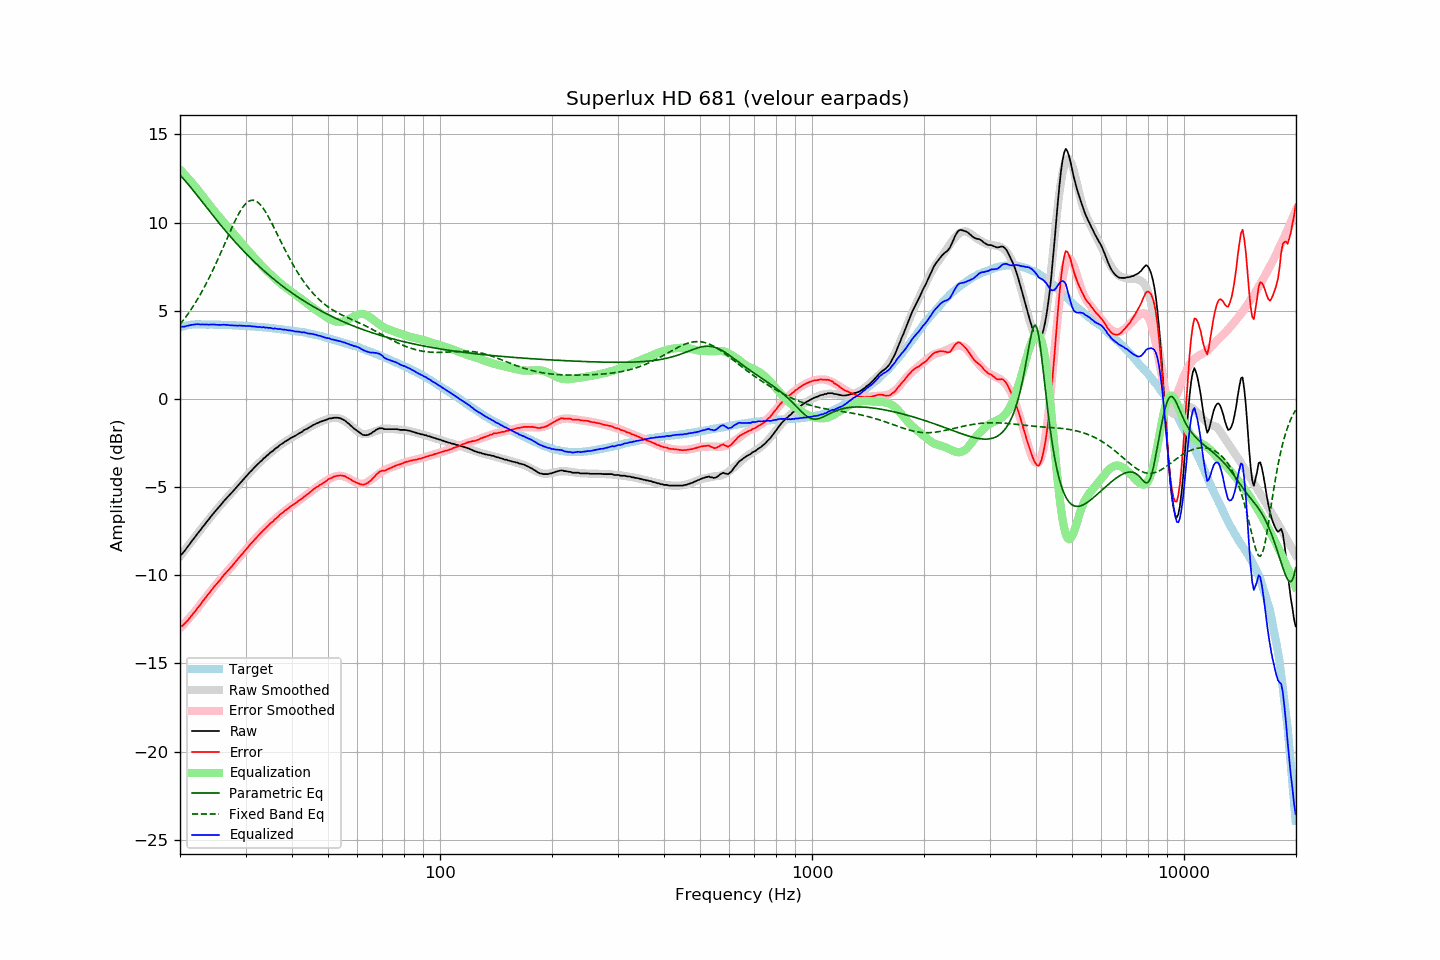 Superlux HD 681 (velour earpads)
15
10
5
0
−5
−10
−15
−20
−25
Amplitude (dBr)
Target
Raw Smoothed
Error Smoothed
Raw
Error
Equalization
Parametric Eq
Fixed Band Eq
Equalized
100
1000
10000
Frequency (Hz)